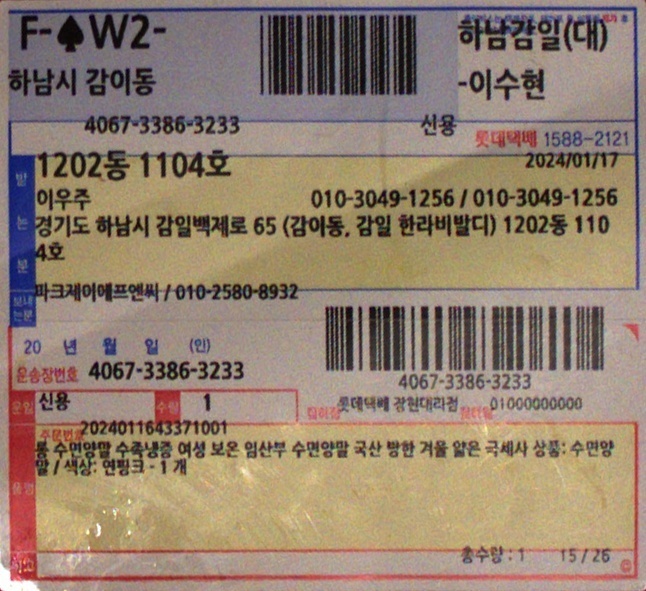 F-♠W2-
하남감일(대)
하남시 감이동
-이수현
4067-3386-3233 신용
롯데택배 1588-2121
2024/01/17
받는분
1202동 1104호
이우주 010-3049-1256 / 010-3049-1256
경기도 하남시 감일백제로 65 (감이동, 감일 한라비발디) 1202동 110
4호
보내는분
파크제이에프엔씨 / 010-2580-8932
20 년 월 일 (인)
운송장번호 4067-3386-3233
4067-3386-3233
운임 신용 수량 1
집하점 롯데택배 장현대리점 01000000000
주문번호 2024011643371001
품명
통 수면양말 수족냉증 여성 보온 임산부 수면양말 국산 방한 겨울 얇은 극세사 상품: 수면양
말 / 색상: 연핑크 - 1 개
총수량 : 1 15 / 26